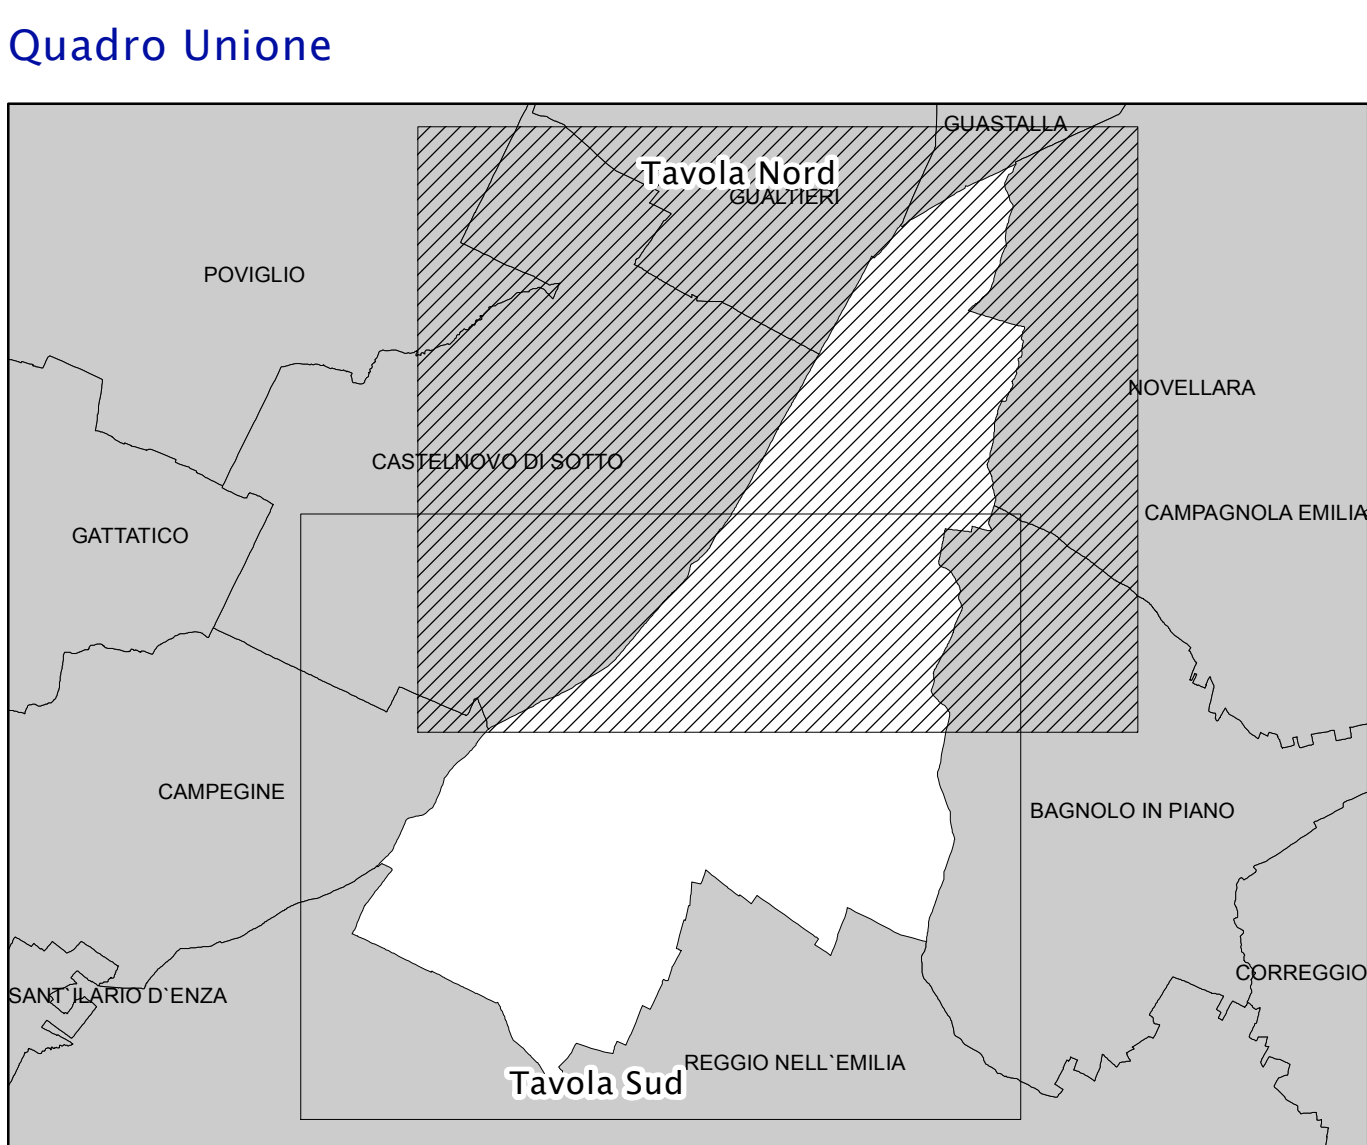 Quadro Unione
GUASTALLA
Tavola Nord
GUALTIERI
POVIGLIO
NOVELLARA
CASTELNOVO DI SOTTO
CAMPAGNOLA EMILIA
GATTATICO
CAMPEGINE
BAGNOLO IN PIANO
CORREGGIO
SANT`ILARIO D`ENZA
REGGIO NELL`EMILIA
Tavola Sud